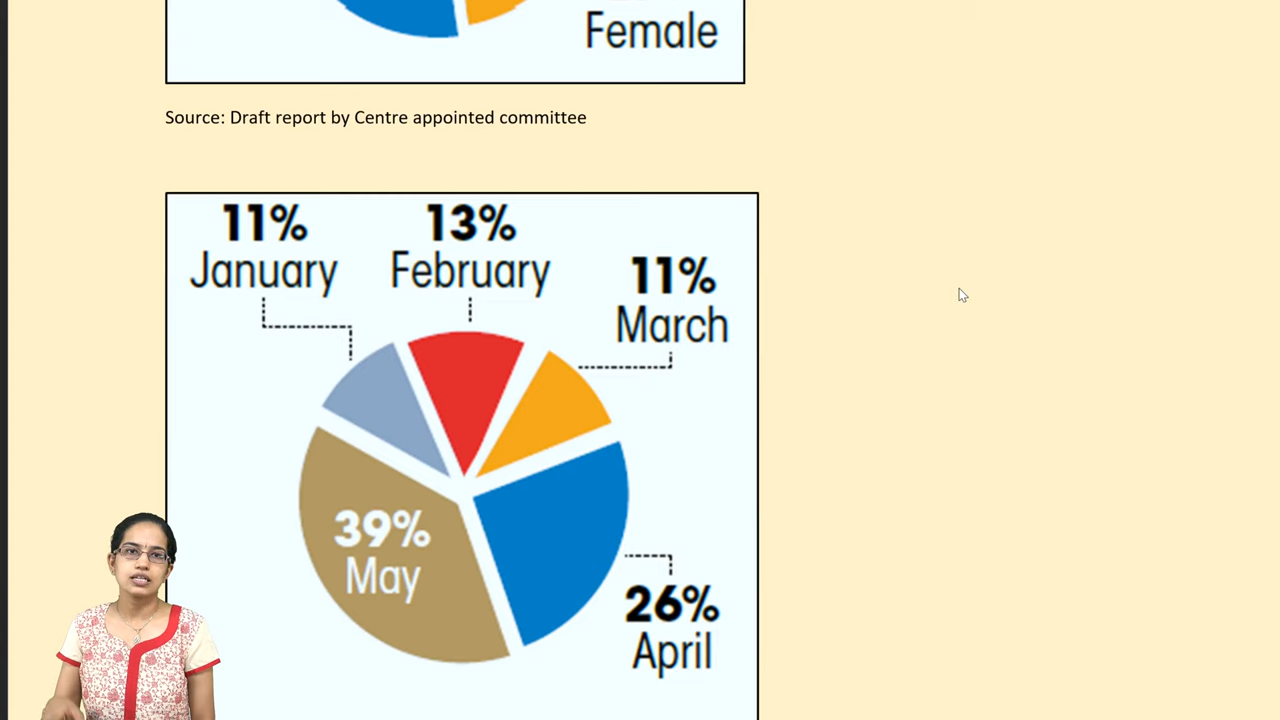 Female
Source: Draft report by Centre appointed committee
11%
January
13%
February
11%
March
39%
May
26%
April